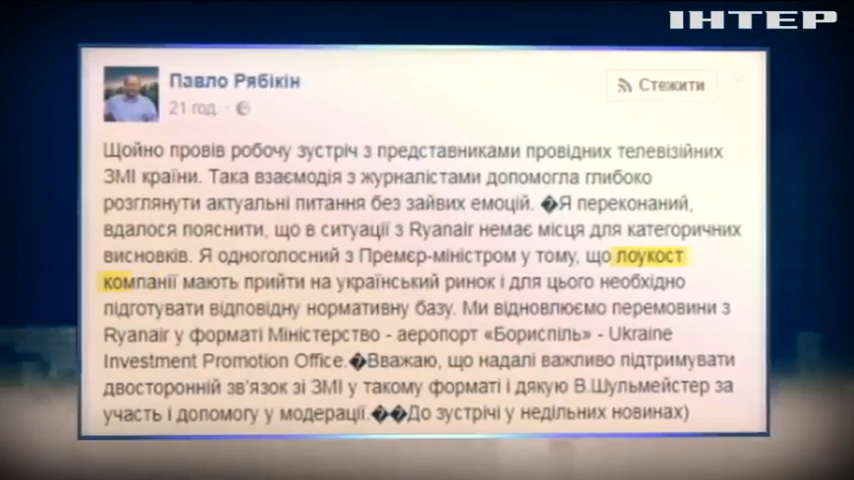 ІНТЕР
Павло Рябікін
21 год. ·
Стежити
Щойно провів робочу зустріч з представниками провідних телевізійних
ЗМІ країни. Така взаємодія з журналістами допомогла глибоко
розглянути актуальні питання без зайвих емоцій. �Я переконаний,
вдалося пояснити, що в ситуації з Ryanair немає місця для категоричних
висновків. Я одноголосний з Премєр-міністром у тому, що лоукост
компанії мають прийти на український ринок і для цього необхідно
підготувати відповідну нормативну базу. Ми відновлюємо перемовини з
Ryanair у форматі Міністерство - аеропорт «Бориспіль» - Ukraine
Investment Promotion Office.�Вважаю, що надалі важливо підтримувати
двосторонній зв'язок зі ЗМІ у такому форматі і дякую В.Шульмейстер за
участь і допомогу у модерації.��До зустрічі у недільних новинах)